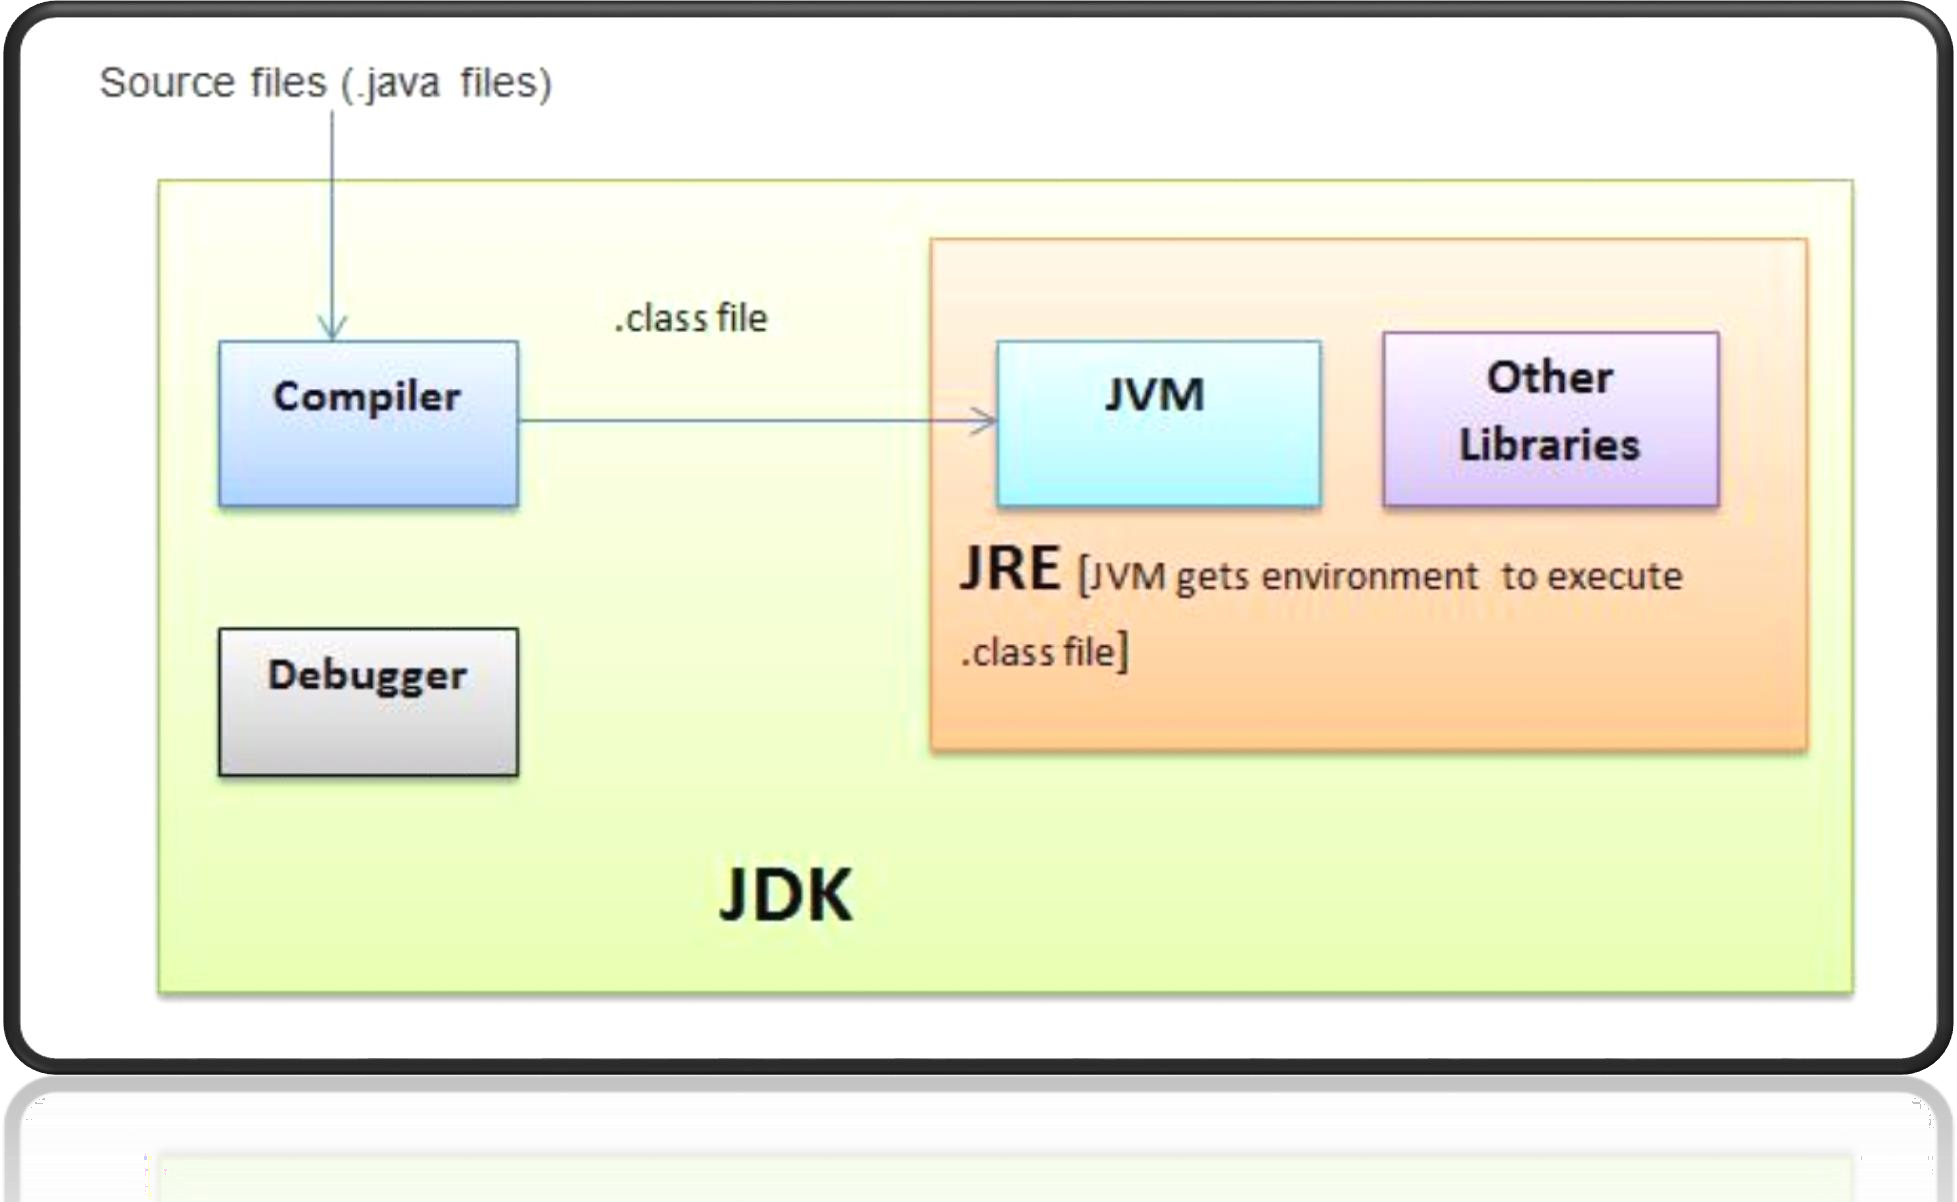 Source files (.java files)
.class file
Compiler
JVM
Other
Libraries
JRE [JVM gets environment to execute
.class file]
Debugger
JDK